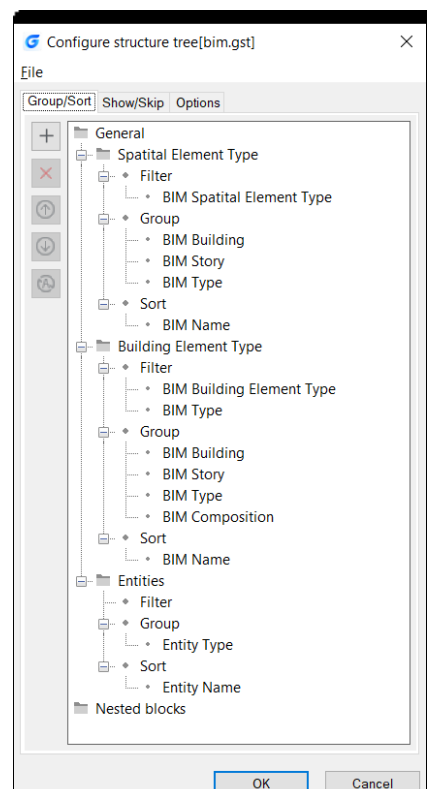 Configure structure tree[bim.gst]
File
Group/Sort Show/Skip Options
General
Spatital Element Type
Filter
BIM Spatital Element Type
Group
BIM Building
BIM Story
BIM Type
Sort
BIM Name
Building Element Type
Filter
BIM Building Element Type
BIM Type
Group
BIM Building
BIM Story
BIM Type
BIM Composition
Sort
BIM Name
Entities
Filter
Group
Entity Type
Sort
Entity Name
Nested blocks
OK Cancel